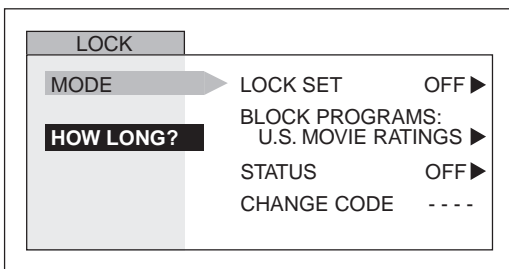 LOCK
MODE
HOW LONG?
LOCK SET OFF▶
BLOCK PROGRAMS:
U.S. MOVIE RATINGS ▶
STATUS OFF▶
CHANGE CODE - - - -